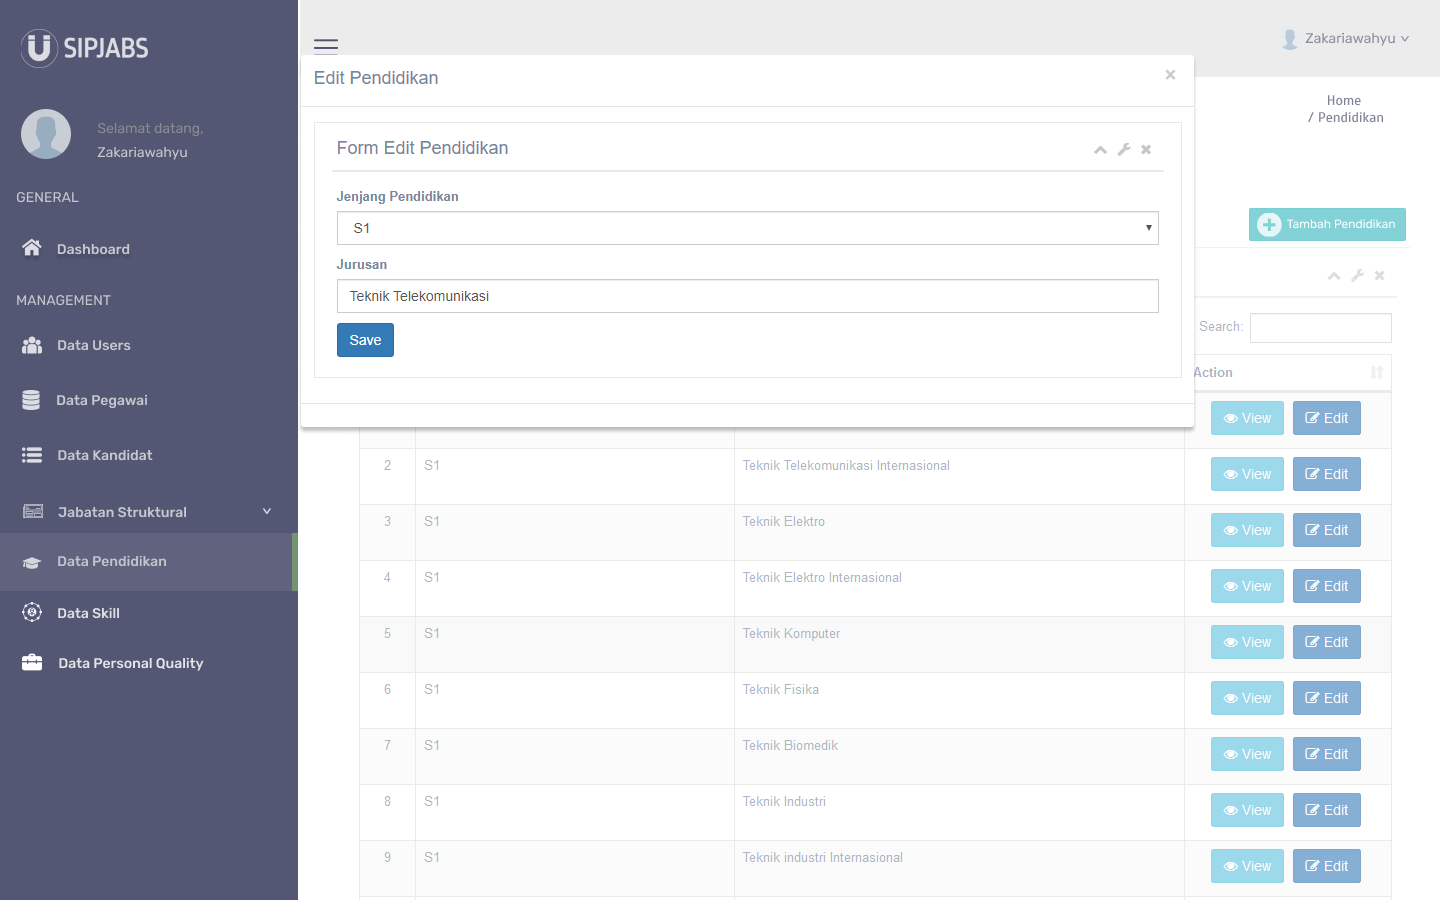 SIPJABS
Selamat datang,
Zakariawahyu
GENERAL
Dashboard
MANAGEMENT
Data Users
Data Pegawai
Data Kandidat
Jabatan Struktural
Data Pendidikan
Data Skill
Data Personal Quality
Zakariawahyu
Home
/ Pendidikan
Edit Pendidikan
×
Form Edit Pendidikan
Jenjang Pendidikan
S1
Jurusan
Teknik Telekomunikasi
Save
Tambah Pendidikan
Search:
Action
View Edit
2 S1 Teknik Telekomunikasi Internasional View Edit
3 S1 Teknik Elektro View Edit
4 S1 Teknik Elektro Internasional View Edit
5 S1 Teknik Komputer View Edit
6 S1 Teknik Fisika View Edit
7 S1 Teknik Biomedik View Edit
8 S1 Teknik Industri View Edit
9 S1 Teknik industri Internasional View Edit